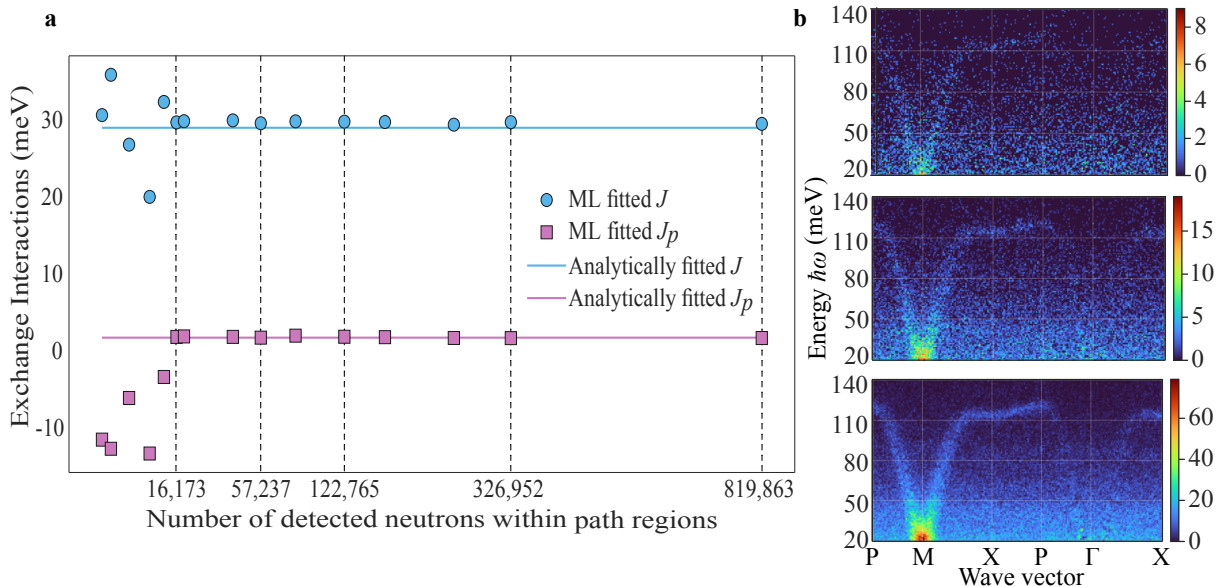 a
Exchange Interactions (meV)
30
20
10
0
-10
ML fitted J
ML fitted Jp
Analytically fitted J
Analytically fitted Jp
16,173 57,237 122,765 326,952 819,863
Number of detected neutrons within path regions
b
Energy ħω (meV)
140
110
80
50
20
8
6
4
2
0
140
110
80
50
20
15
10
5
0
140
110
80
50
20
60
40
20
0
P M X P Γ X
Wave vector